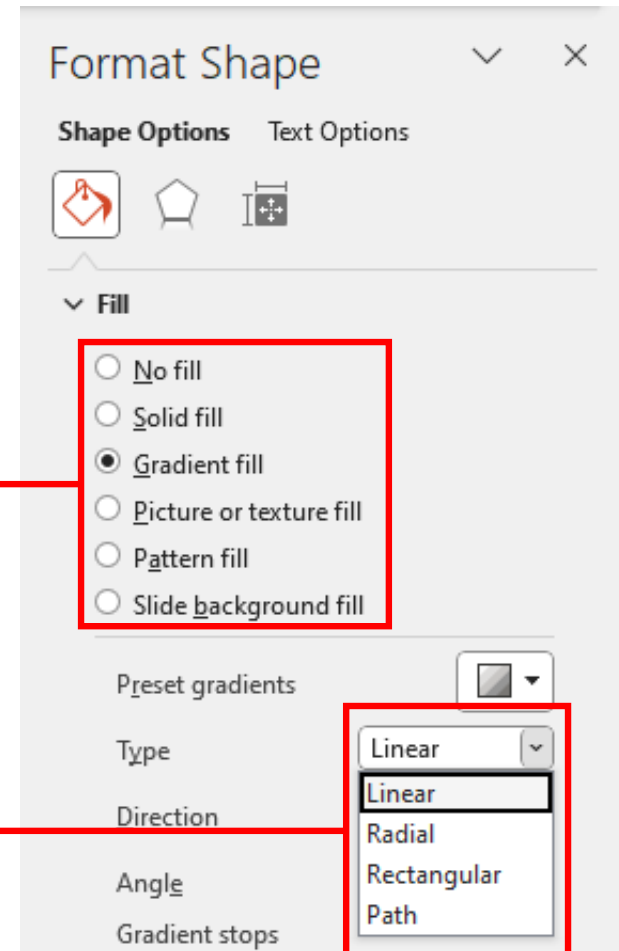 Format Shape
Shape Options Text Options
Fill
No fill
Solid fill
Gradient fill
Picture or texture fill
Pattern fill
Slide background fill
Preset gradients
Type Linear
Linear
Direction
Radial
Rectangular
Angle
Path
Gradient stops